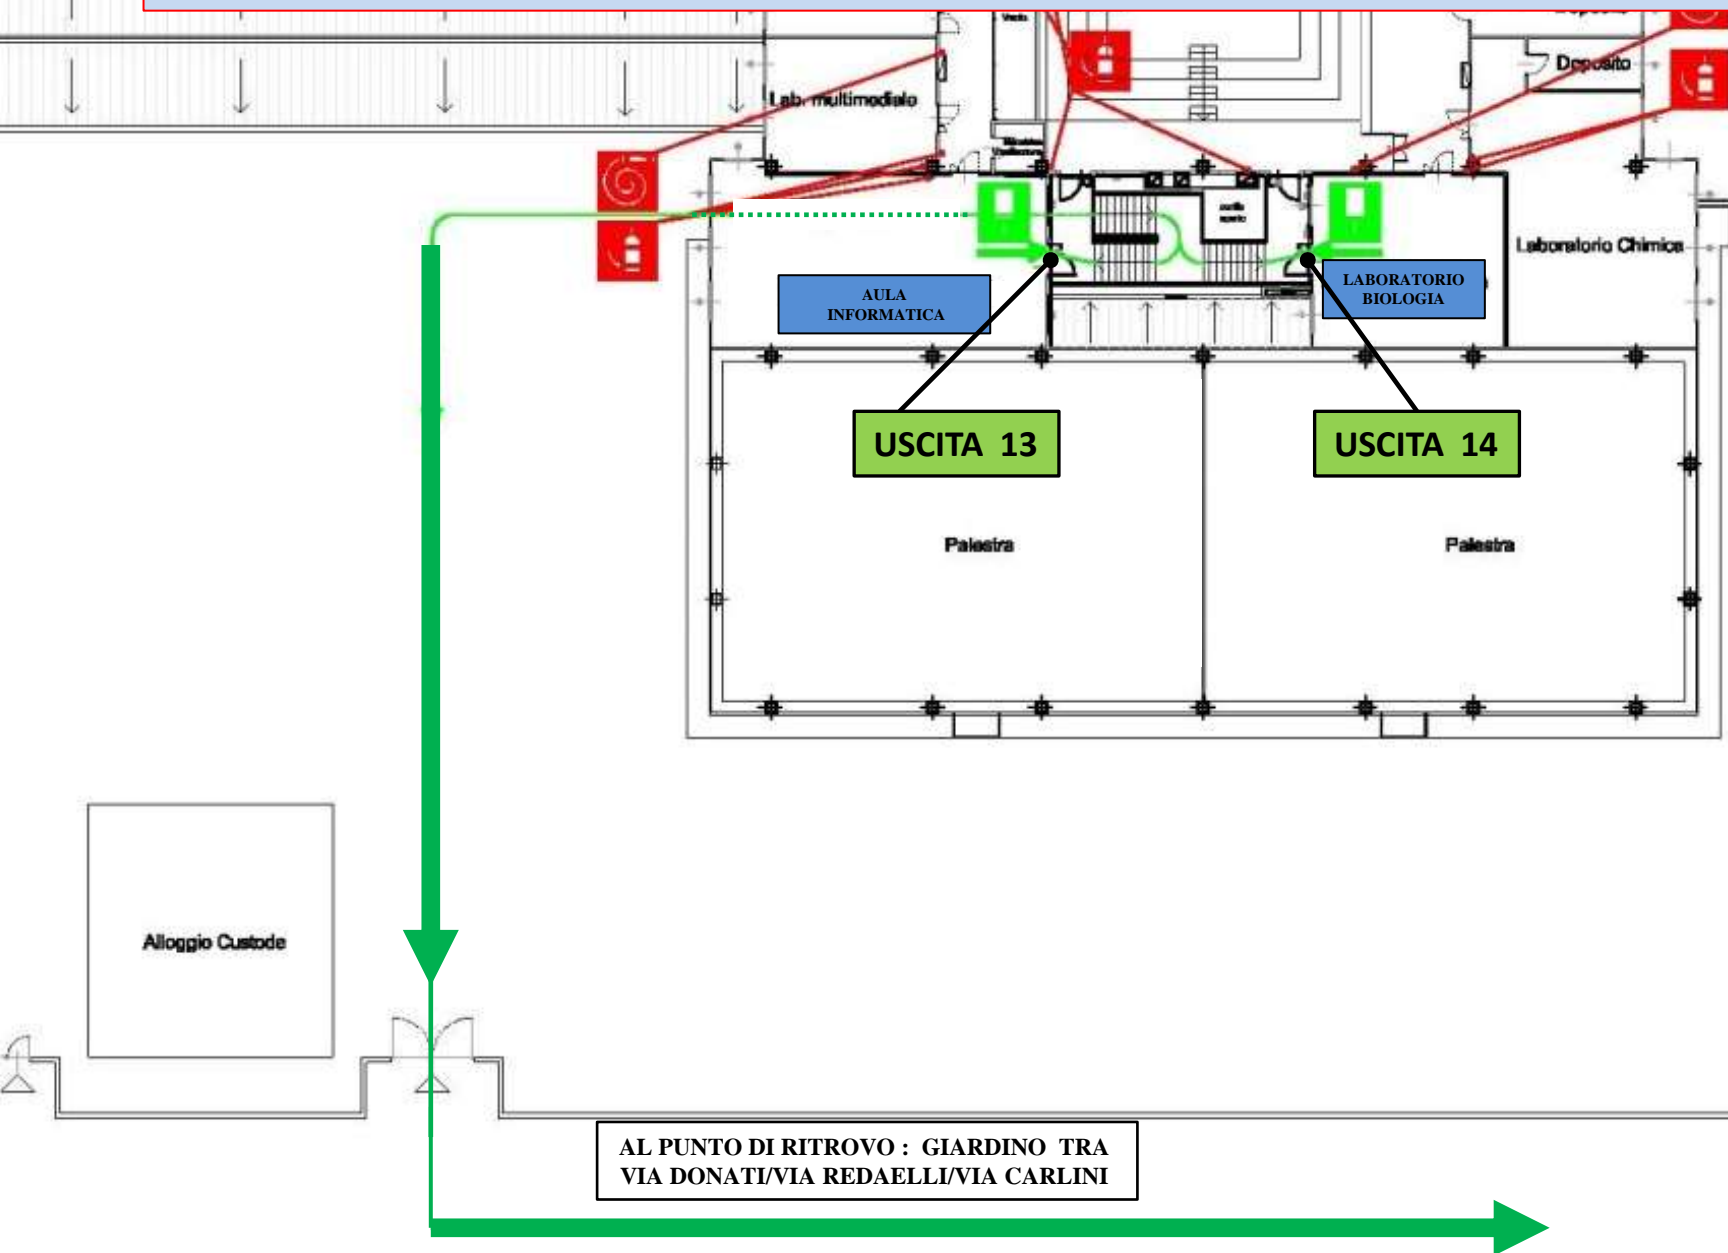 Deposito
Lab. multimediale
Laboratorio Chimica
AULA
INFORMATICA
LABORATORIO
BIOLOGIA
USCITA 13
USCITA 14
Palestra
Palestra
Alloggio Custode
AL PUNTO DI RITROVO : GIARDINO TRA
VIA DONATI/VIA REDAELLI/VIA CARLINI